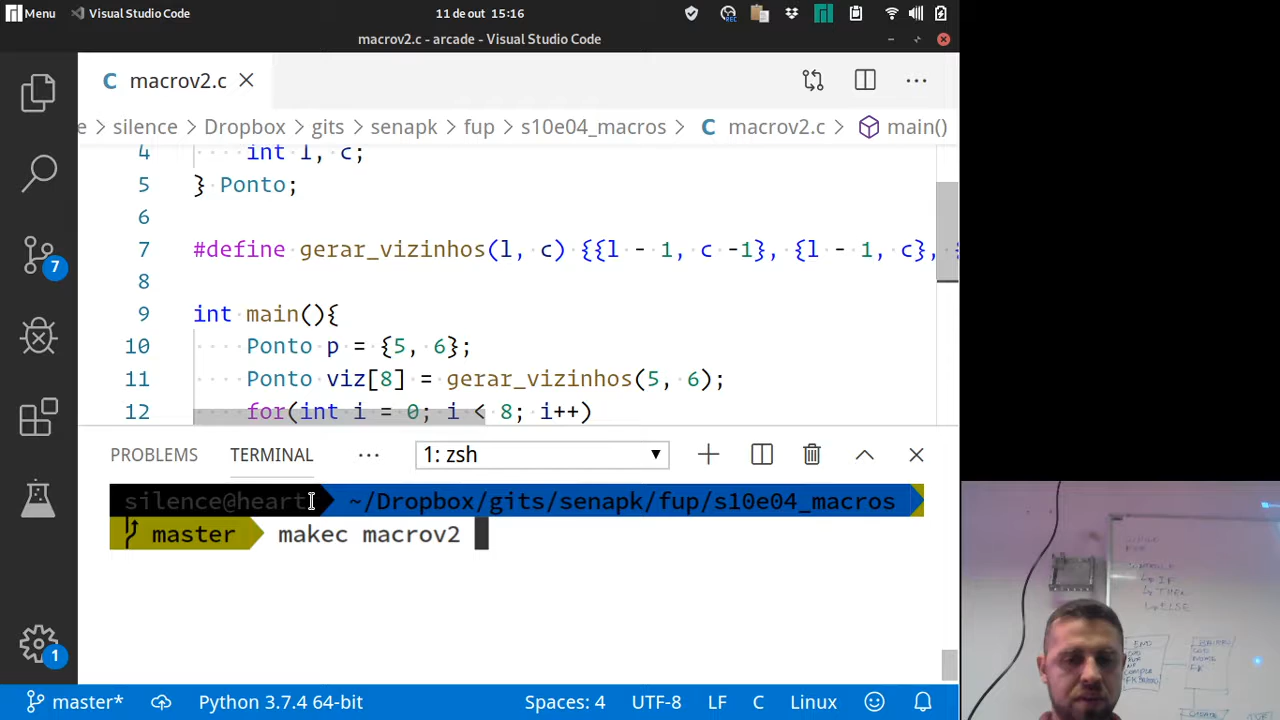 Menu Visual Studio Code 11 de out 15:16
macrov2.c - arcade - Visual Studio Code
C macrov2.c
e > silence > Dropbox > gits > senapk > fup > s10e04_macros > C macrov2.c > main()
4 int l, c;
5 } Ponto;
6
7 #define gerar_vizinhos(l, c) {{l - 1, c -1}, {l - 1, c},
8
9 int main(){
10 Ponto p = {5, 6};
11 Ponto viz[8] = gerar_vizinhos(5, 6);
12 for(int i = 0; i < 8; i++)
7
1
PROBLEMS TERMINAL ... 1: zsh
silence@heart ~/Dropbox/gits/senapk/fup/s10e04_macros
master makec macrov2
master* Python 3.7.4 64-bit Spaces: 4 UTF-8 LF C Linux
IF
THEN
ELSE